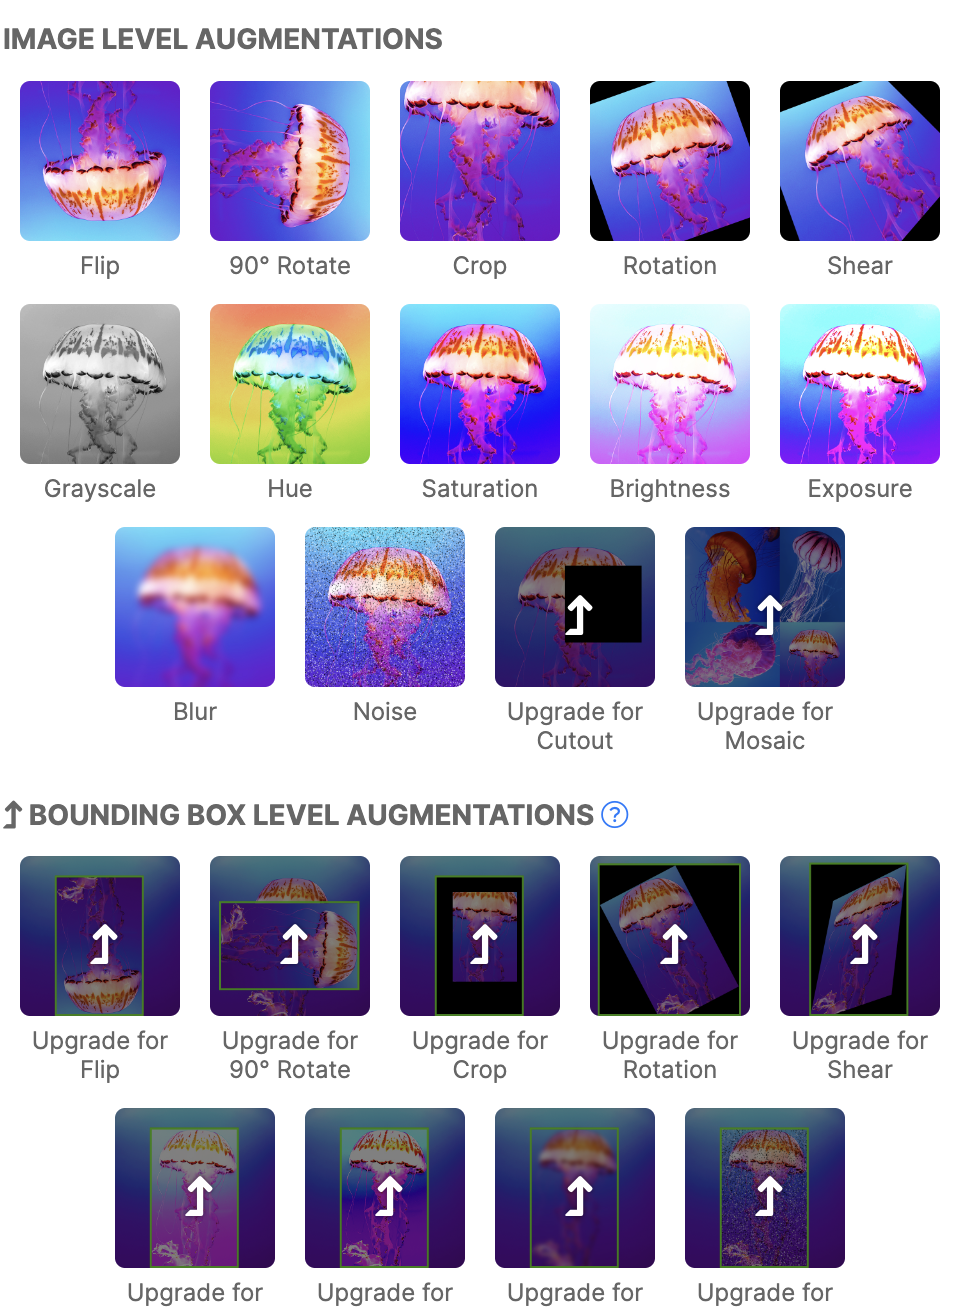 IMAGE LEVEL AUGMENTATIONS
Flip
90° Rotate
Crop
Rotation
Shear
Grayscale
Hue
Saturation
Brightness
Exposure
Blur
Noise
Upgrade for
Cutout
Upgrade for
Mosaic
BOUNDING BOX LEVEL AUGMENTATIONS ?
Upgrade for
Flip
Upgrade for
90° Rotate
Upgrade for
Crop
Upgrade for
Rotation
Upgrade for
Shear
Upgrade for
Upgrade for
Upgrade for
Upgrade for